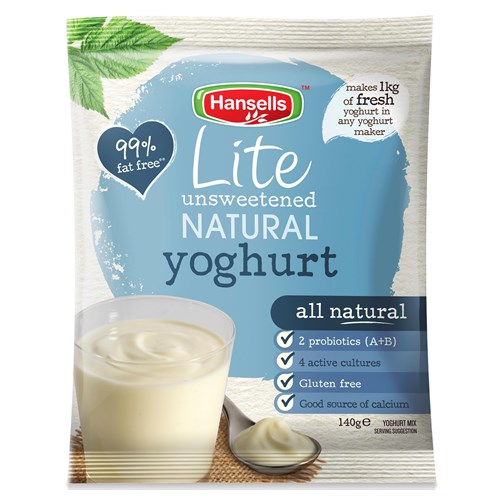 Hansells
TM
makes 1kg
of fresh
yoghurt in
any yoghurt
maker
99%
fat free**
Lite
unsweetened
NATURAL
yoghurt
all natural
2 probiotics (A+B)
4 active cultures
Gluten free
Good source of calcium
140g℮
YOGHURT MIX
SERVING SUGGESTION